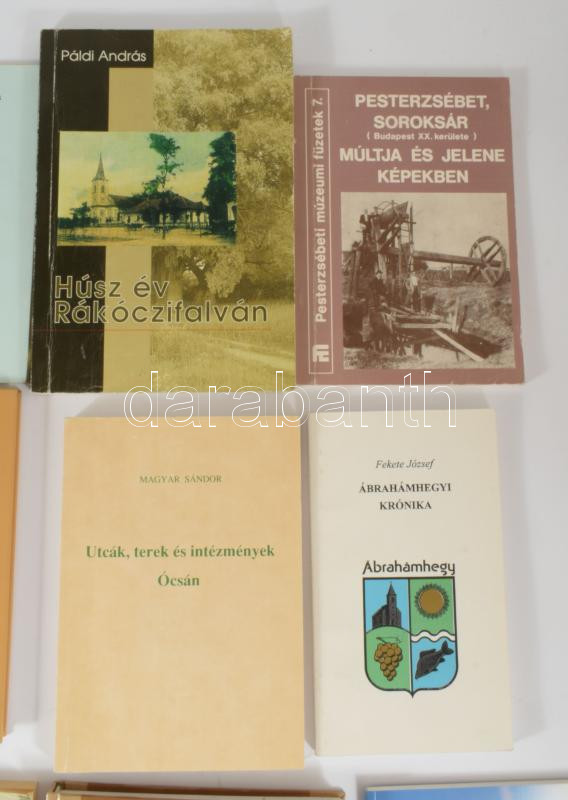 Páldi András
Húsz év
Rákóczifalván
Pesterzsébeti múzeumi füzetek 7.
PESTERZSÉBET,
SOROKSÁR
( Budapest XX. kerülete )
MÚLTJA ÉS JELENE
KÉPEKBEN
darabanth
MAGYAR SÁNDOR
Utcák, terek és intézmények
Ócsán
Fekete József
ÁBRAHÁMHEGYI
KRÓNIKA
Ábrahámhegy